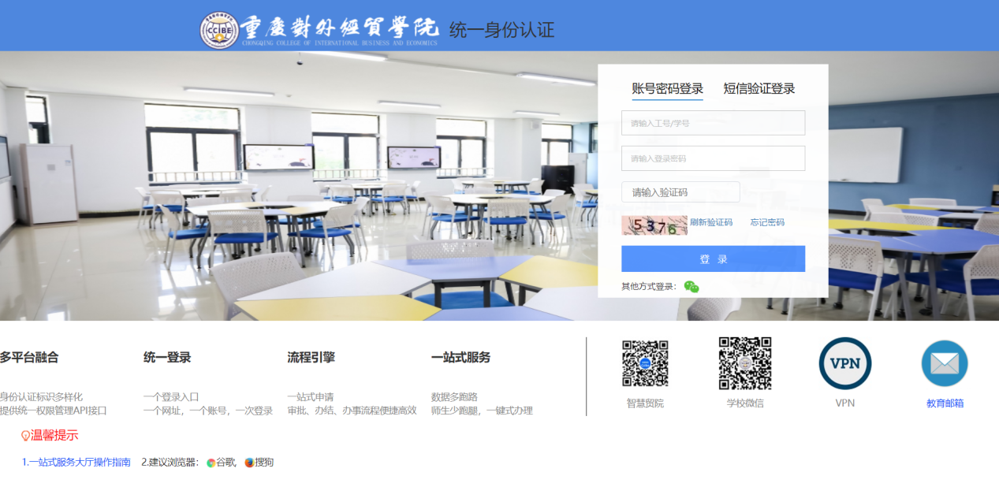 CCIBE
重慶對外經貿學院
CHONGQING COLLEGE OF INTERNATIONAL BUSINESS AND ECONOMICS
统一身份认证
账号密码登录 短信验证登录
请输入工号/学号
请输入登录密码
请输入验证码
5376 刷新验证码 忘记密码
登 录
其他方式登录：
多平台融合
身份认证标识多样化
提供统一权限管理API接口
统一登录
一个登录入口
一个网址，一个账号，一次登录
流程引擎
一站式申请
审批、办结、办事流程便捷高效
一站式服务
数据多跑路
师生少跑腿，一键式办理
智慧贸院
学校微信
VPN
VPN
教育邮箱
温馨提示
1.一站式服务大厅操作指南 2.建议浏览器： 谷歌, 搜狗